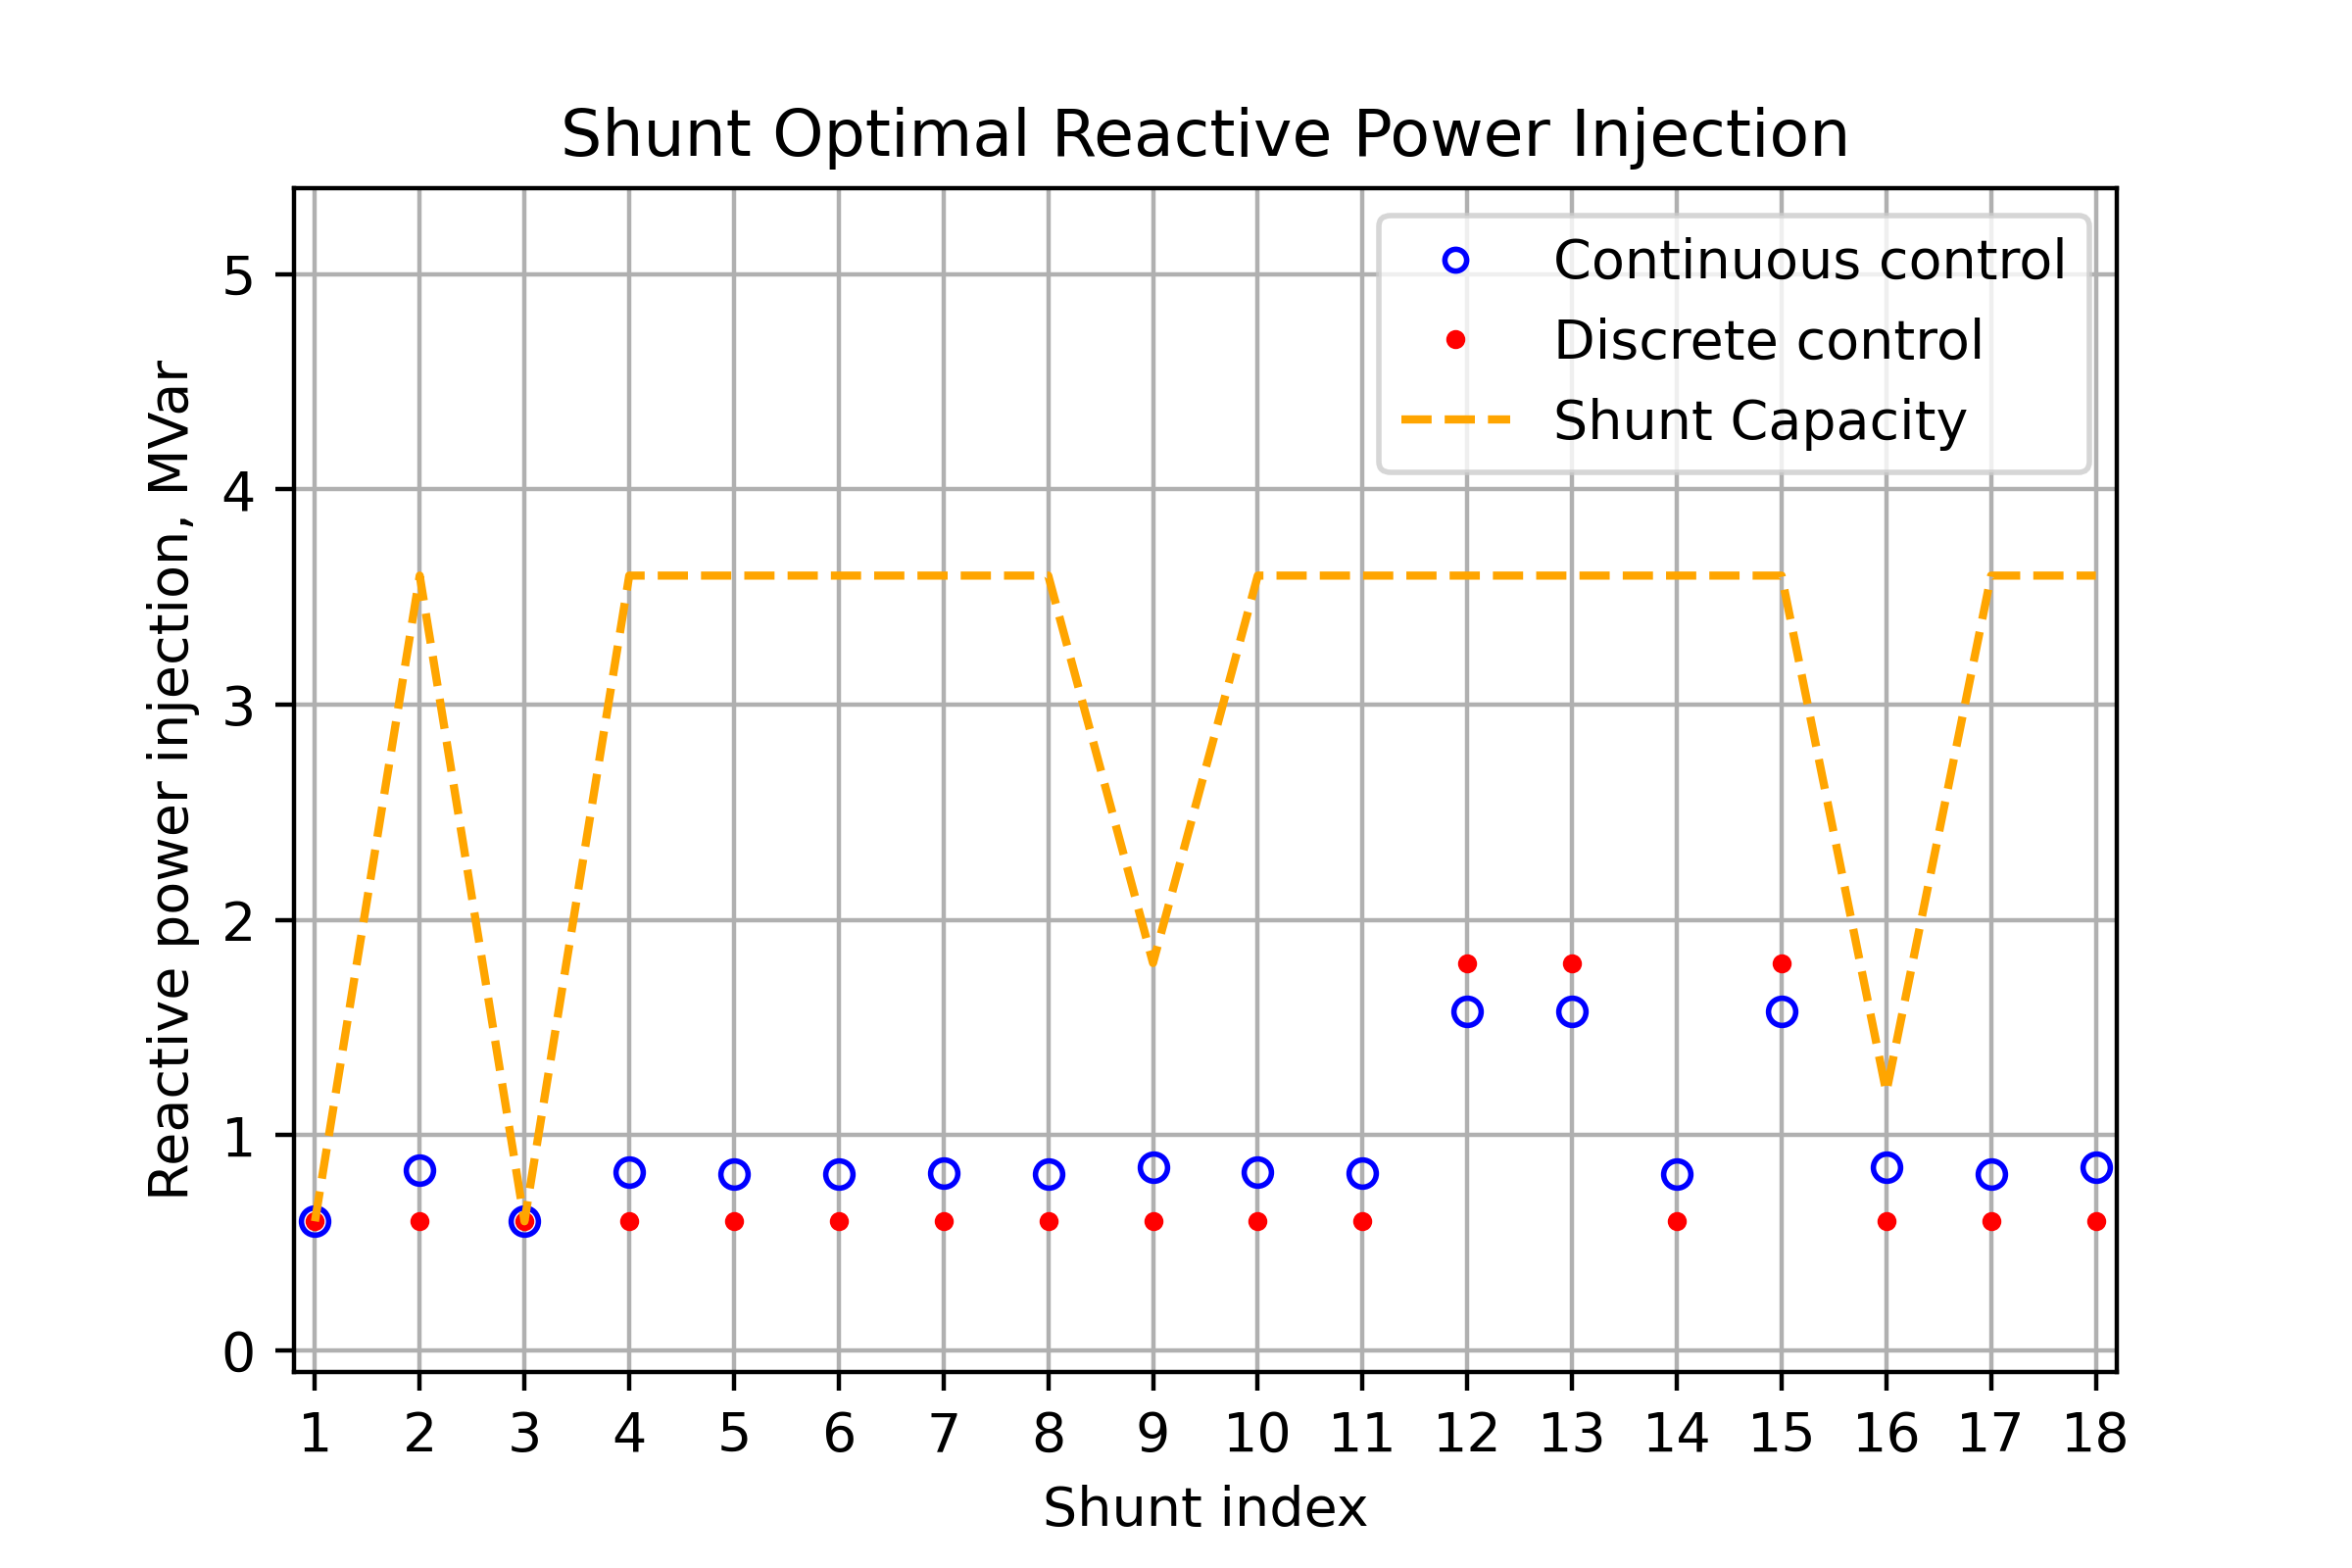 Shunt Optimal Reactive Power Injection
Reactive power injection, MVar
5
4
3
2
1
0
Continuous control
Discrete control
Shunt Capacity
1 2 3 4 5 6 7 8 9 10 11 12 13 14 15 16 17 18
Shunt index